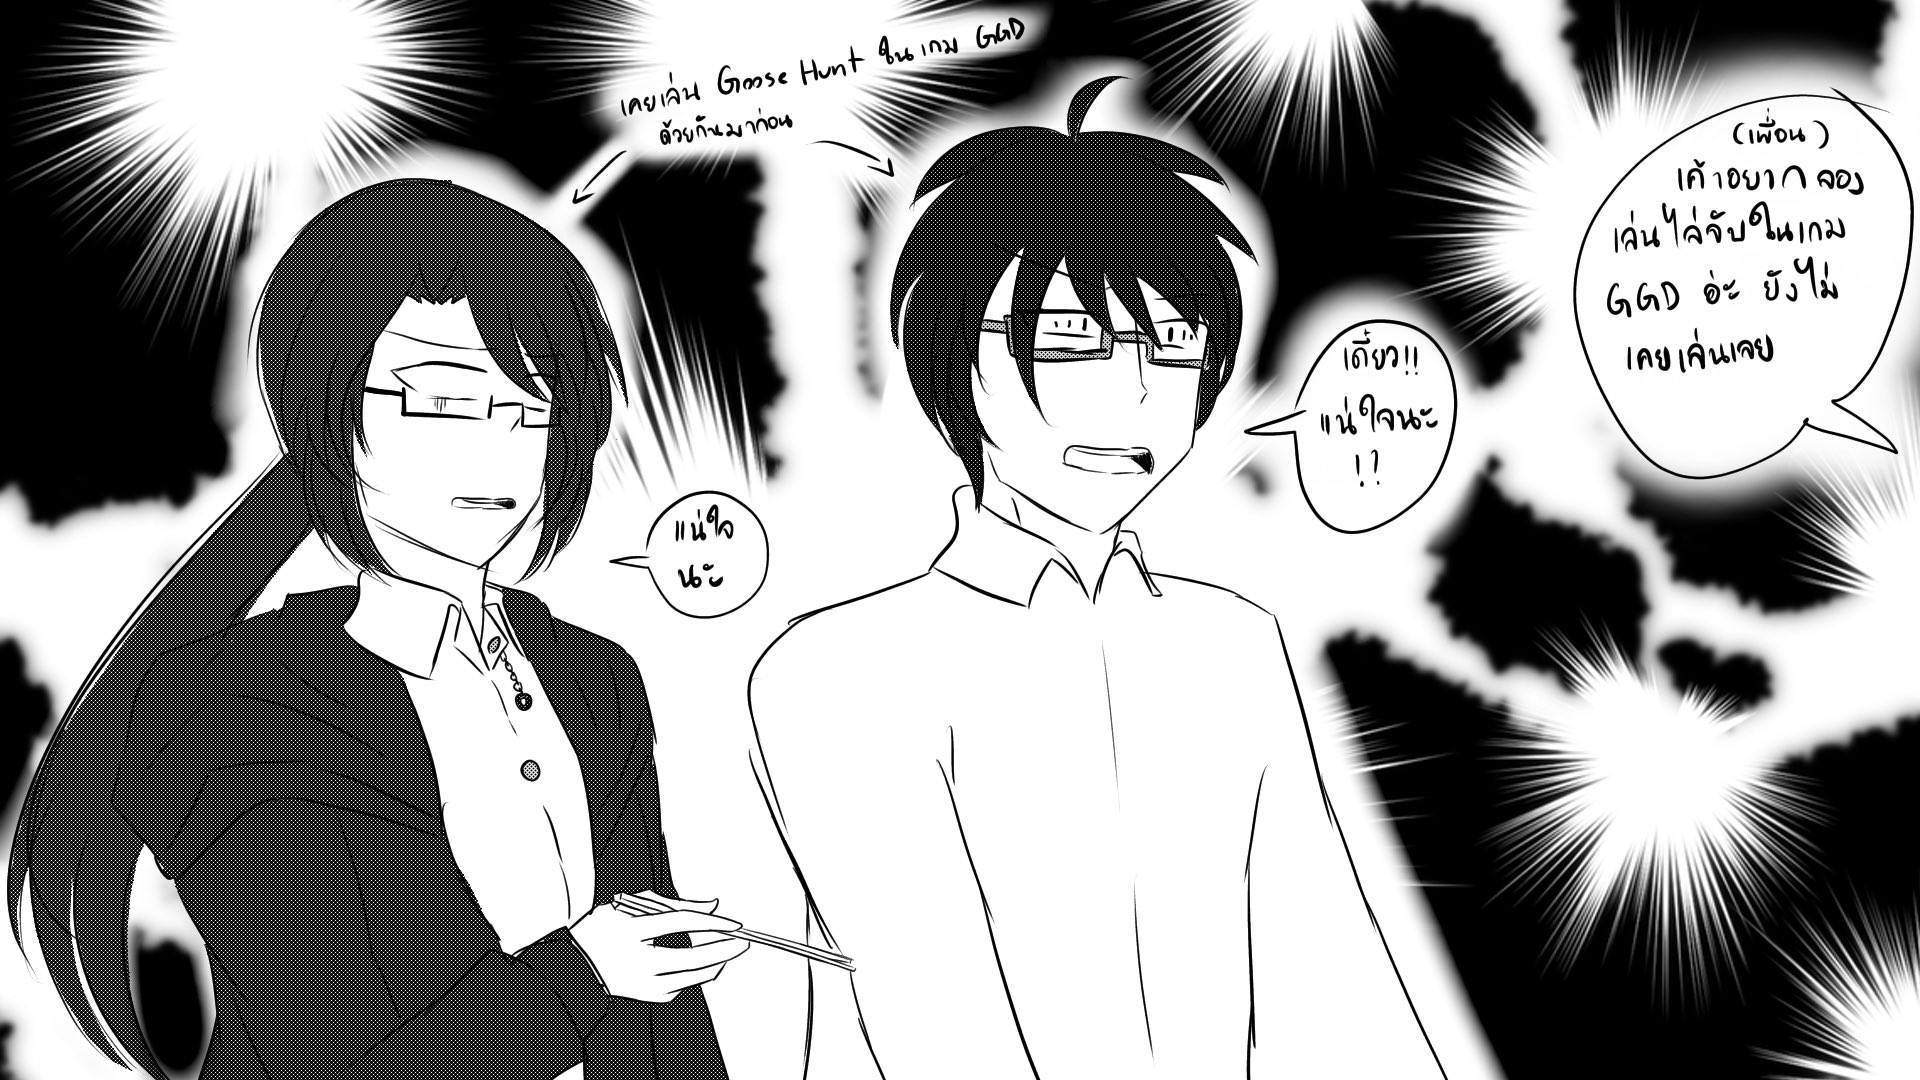 เคยเล่น Goose Hunt ในเกม GGD
ด้วยกันมาก่อน
(เพื่อน)
เค้าอยากลอง
เล่นไล่จับในเกม
GGD อ่ะ ยังไม่
เคยเล่นเลย
เดี๋ยว!!
แน่ใจนะ
!?
แน่ใจ
นะ